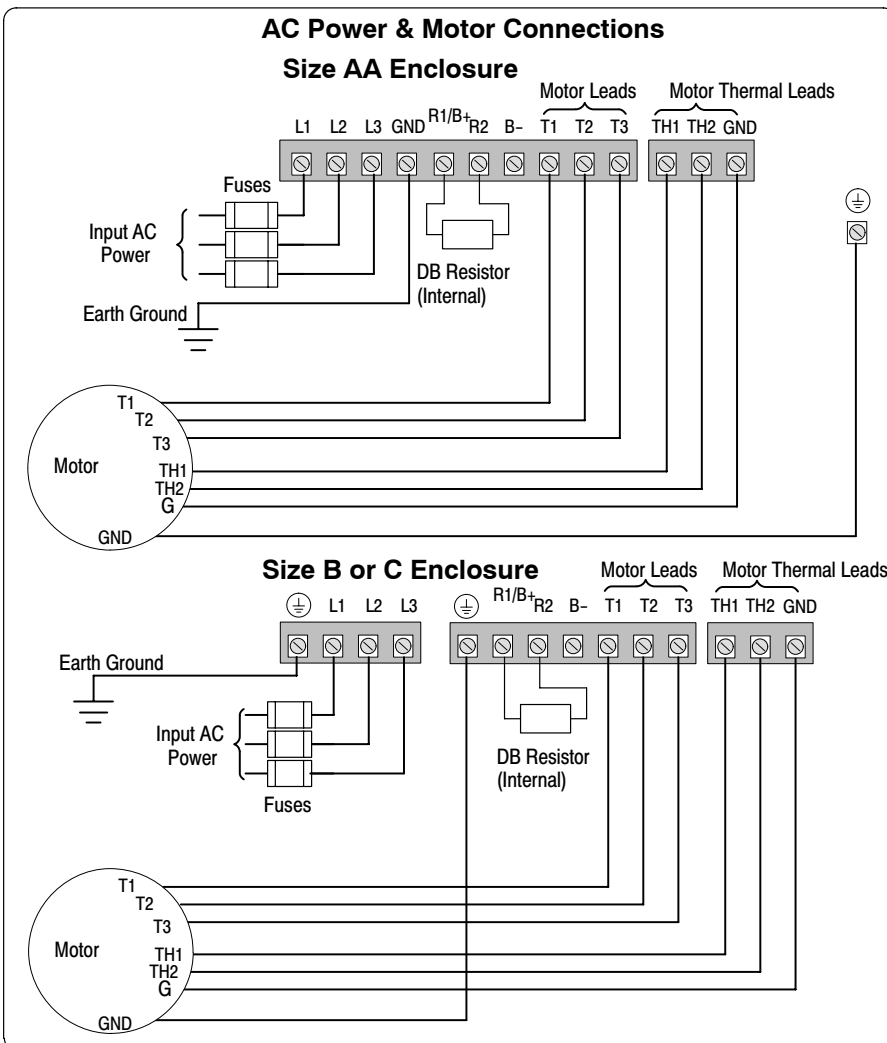 AC Power & Motor Connections
Size AA Enclosure
Motor Leads Motor Thermal Leads
L1 L2 L3 GND R1/B+ R2 B- T1 T2 T3 TH1 TH2 GND
Fuses
Input AC
Power
DB Resistor
(Internal)
Earth Ground
T1
T2
T3
Motor
TH1
TH2
G
GND
Size B or C Enclosure
Motor Leads Motor Thermal Leads
L1 L2 L3 R1/B+ R2 B- T1 T2 T3 TH1 TH2 GND
Earth Ground
Input AC
Power
Fuses
DB Resistor
(Internal)
T1
T2
T3
Motor
TH1
TH2
G
GND